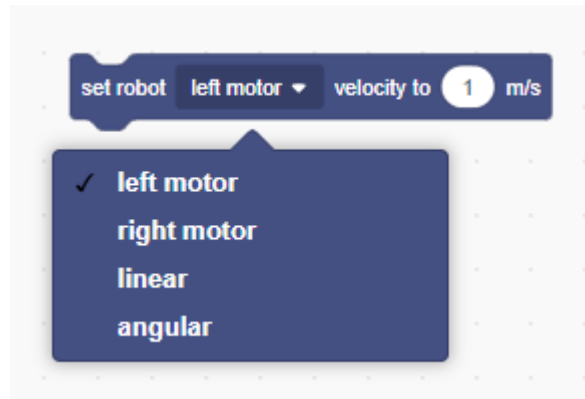 set robot left motor velocity to 1 m/s
left motor
right motor
linear
angular